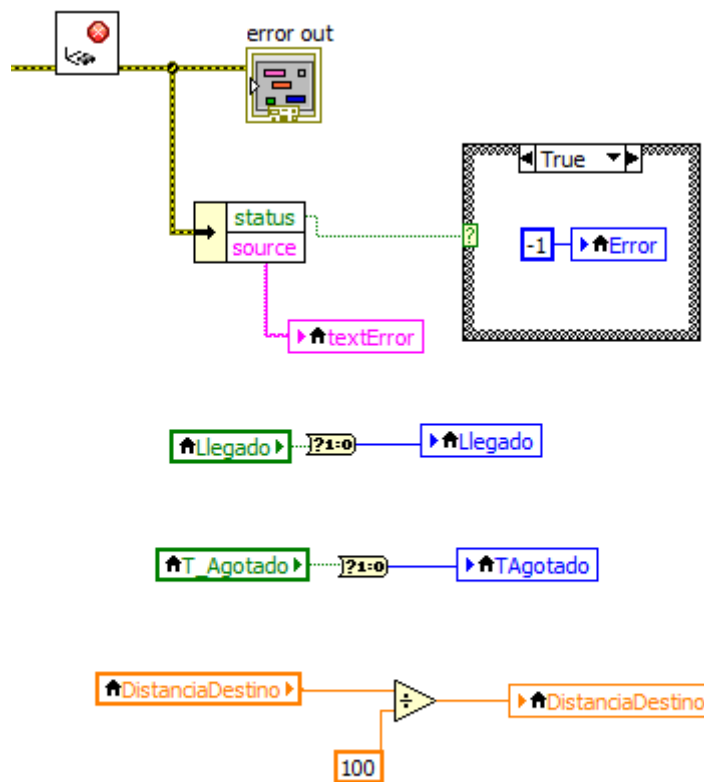 error out
True
status
source
?
-1
Error
textError
Llegado
?1:0
Llegado
T_Agotado
?1:0
TAgotado
DistanciaDestino
÷
DistanciaDestino
100